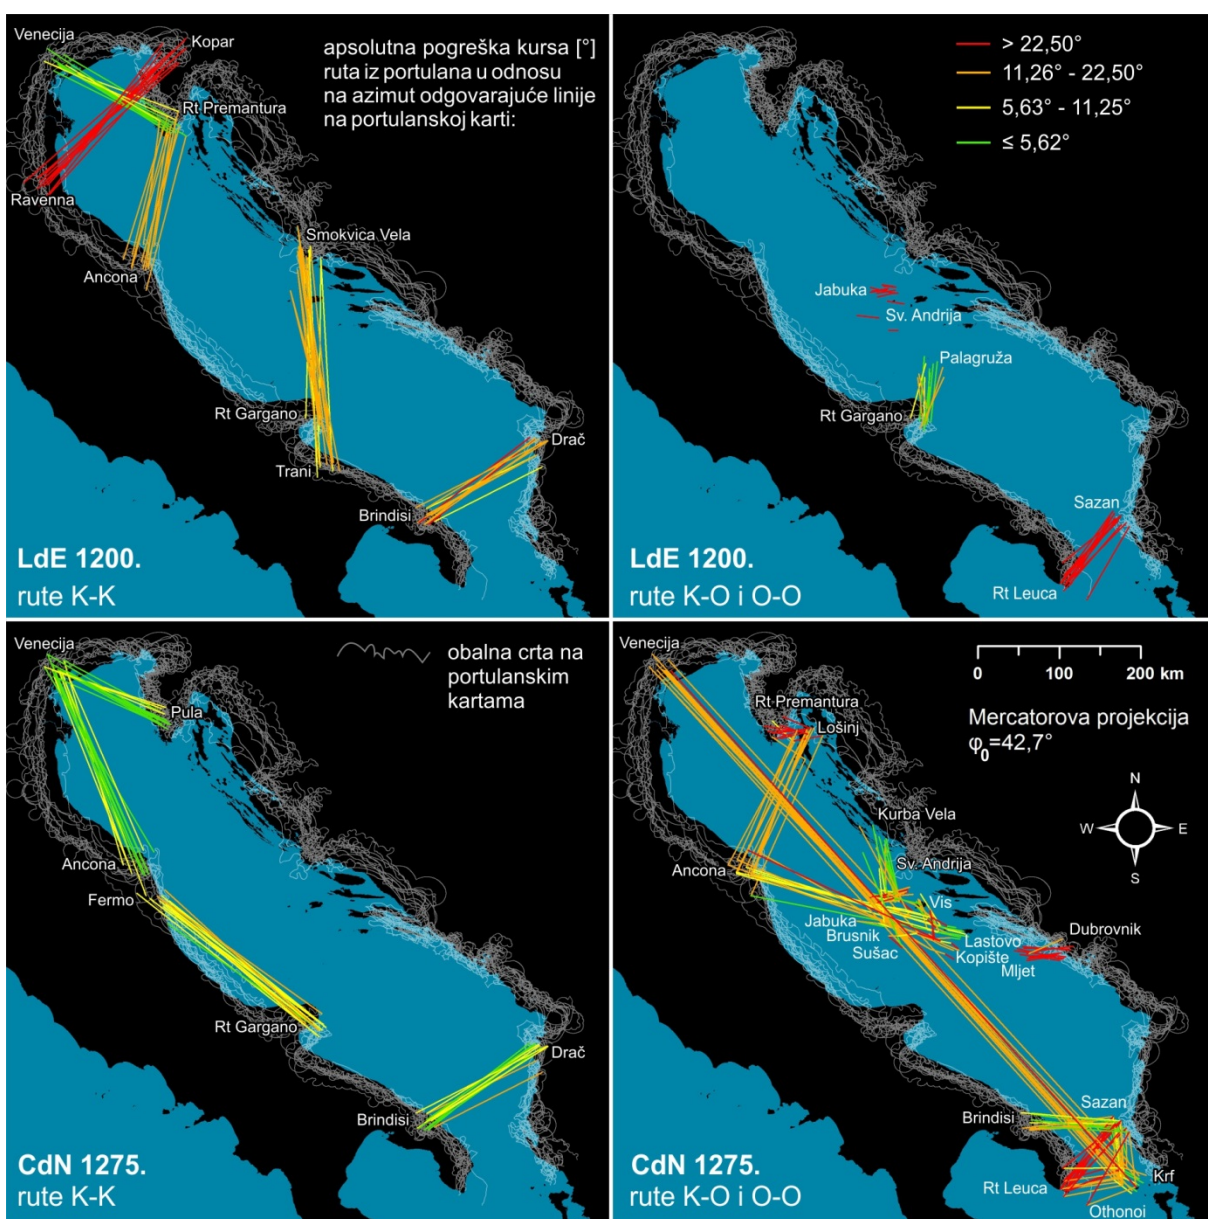 Venecija
Kopar
apsolutna pogreška kursa [°]
ruta iz portulana u odnosu
na azimut odgovarajuće linije
na portulanskoj karti:
Rt Premantura
Ravenna
Ancona
Smokvica Vela
Rt Gargano
Trani
Drač
Brindisi
LdE 1200.
rute K-K
> 22,50°
11,26° - 22,50°
5,63° - 11,25°
≤ 5,62°
Jabuka
Sv. Andrija
Palagruža
Rt Gargano
Sazan
Rt Leuca
LdE 1200.
rute K-O i O-O
Venecija
obalna crta na
portulanskim
kartama
Pula
Ancona
Fermo
Rt Gargano
Drač
Brindisi
CdN 1275.
rute K-K
Venecija
0 100 200 km
Rt Premantura
Lošinj
Mercatorova projekcija
φ0=42,7°
N
W E
S
Kurba Vela
Ancona
Sv. Andrija
Vis
Jabuka
Brusnik
Sušac
Lastovo
Kopište
Mljet
Dubrovnik
Sazan
Brindisi
Krf
Rt Leuca
Othonoi
CdN 1275.
rute K-O i O-O